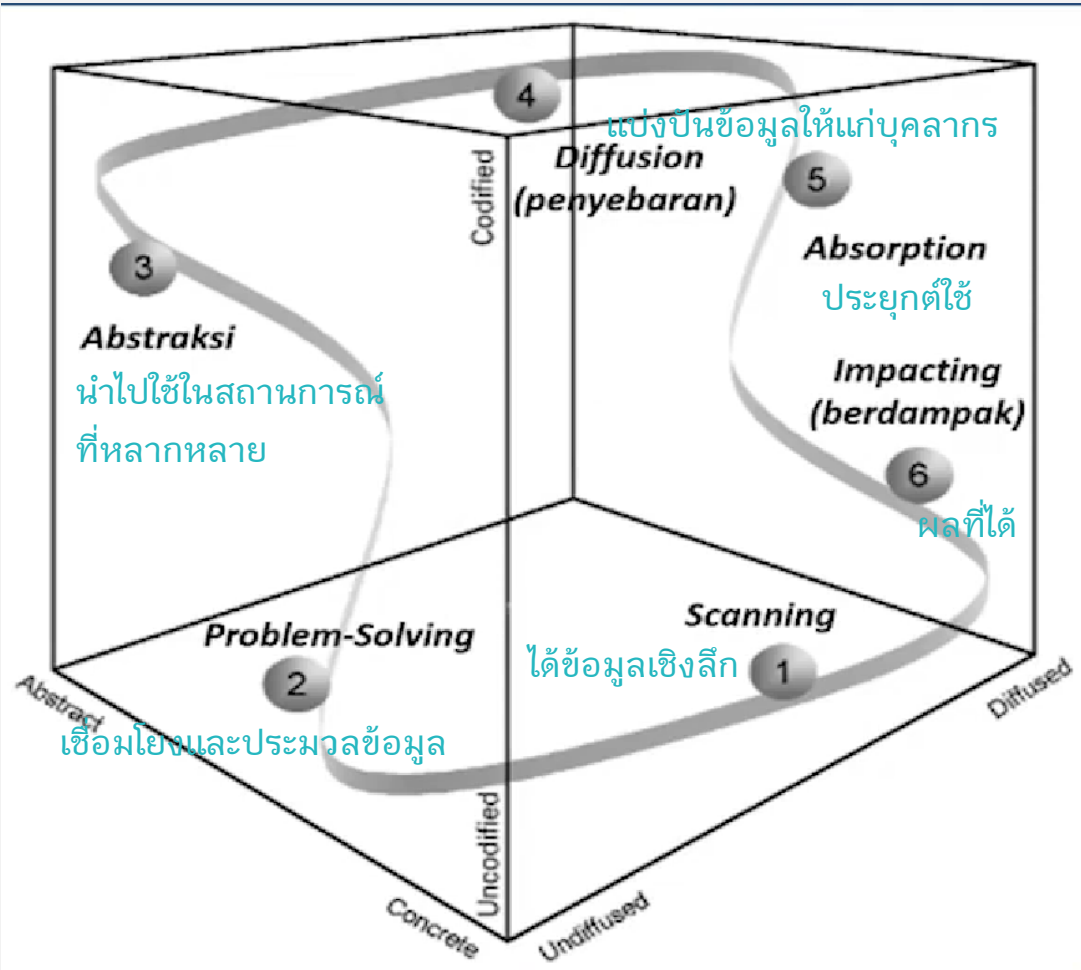 4
แบ่งปันข้อมูลให้แก่บุคลากร
Diffusion
(penyebaran)
Codified
5
Absorption
ประยุกต์ใช้
3
Abstraksi
นำไปใช้ในสถานการณ์
ที่หลากหลาย
Impacting
(berdampak)
6
ผลที่ได้
Scanning
ได้ข้อมูลเชิงลึก
1
Problem-Solving
2
เชื่อมโยงและประมวลข้อมูล
Abstract
Concrete
Uncodified
Undiffused
Diffused